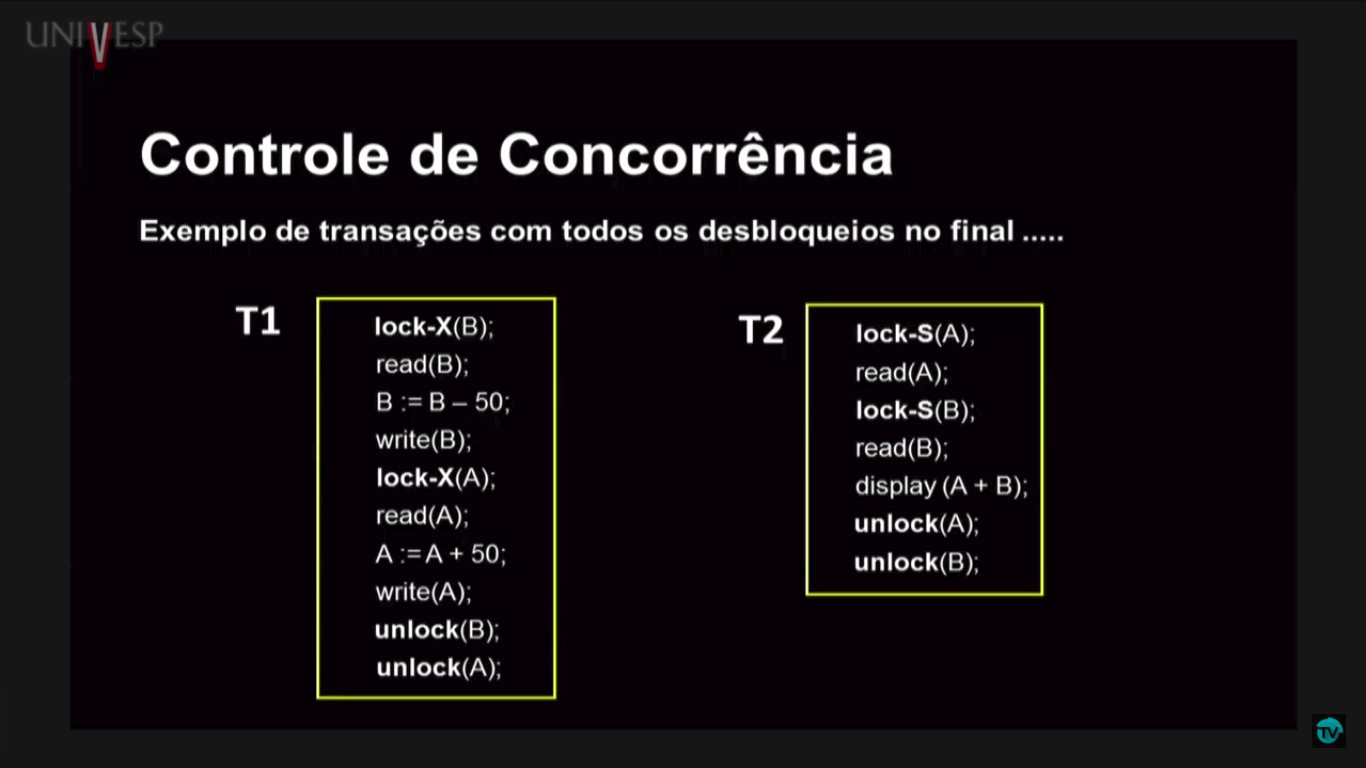 UNIVESP
Controle de Concorrência
Exemplo de transações com todos os desbloqueios no final .....
T1
lock-X(B);
read(B);
B := B – 50;
write(B);
lock-X(A);
read(A);
A := A + 50;
write(A);
unlock(B);
unlock(A);
T2
lock-S(A);
read(A);
lock-S(B);
read(B);
display (A + B);
unlock(A);
unlock(B);
TV